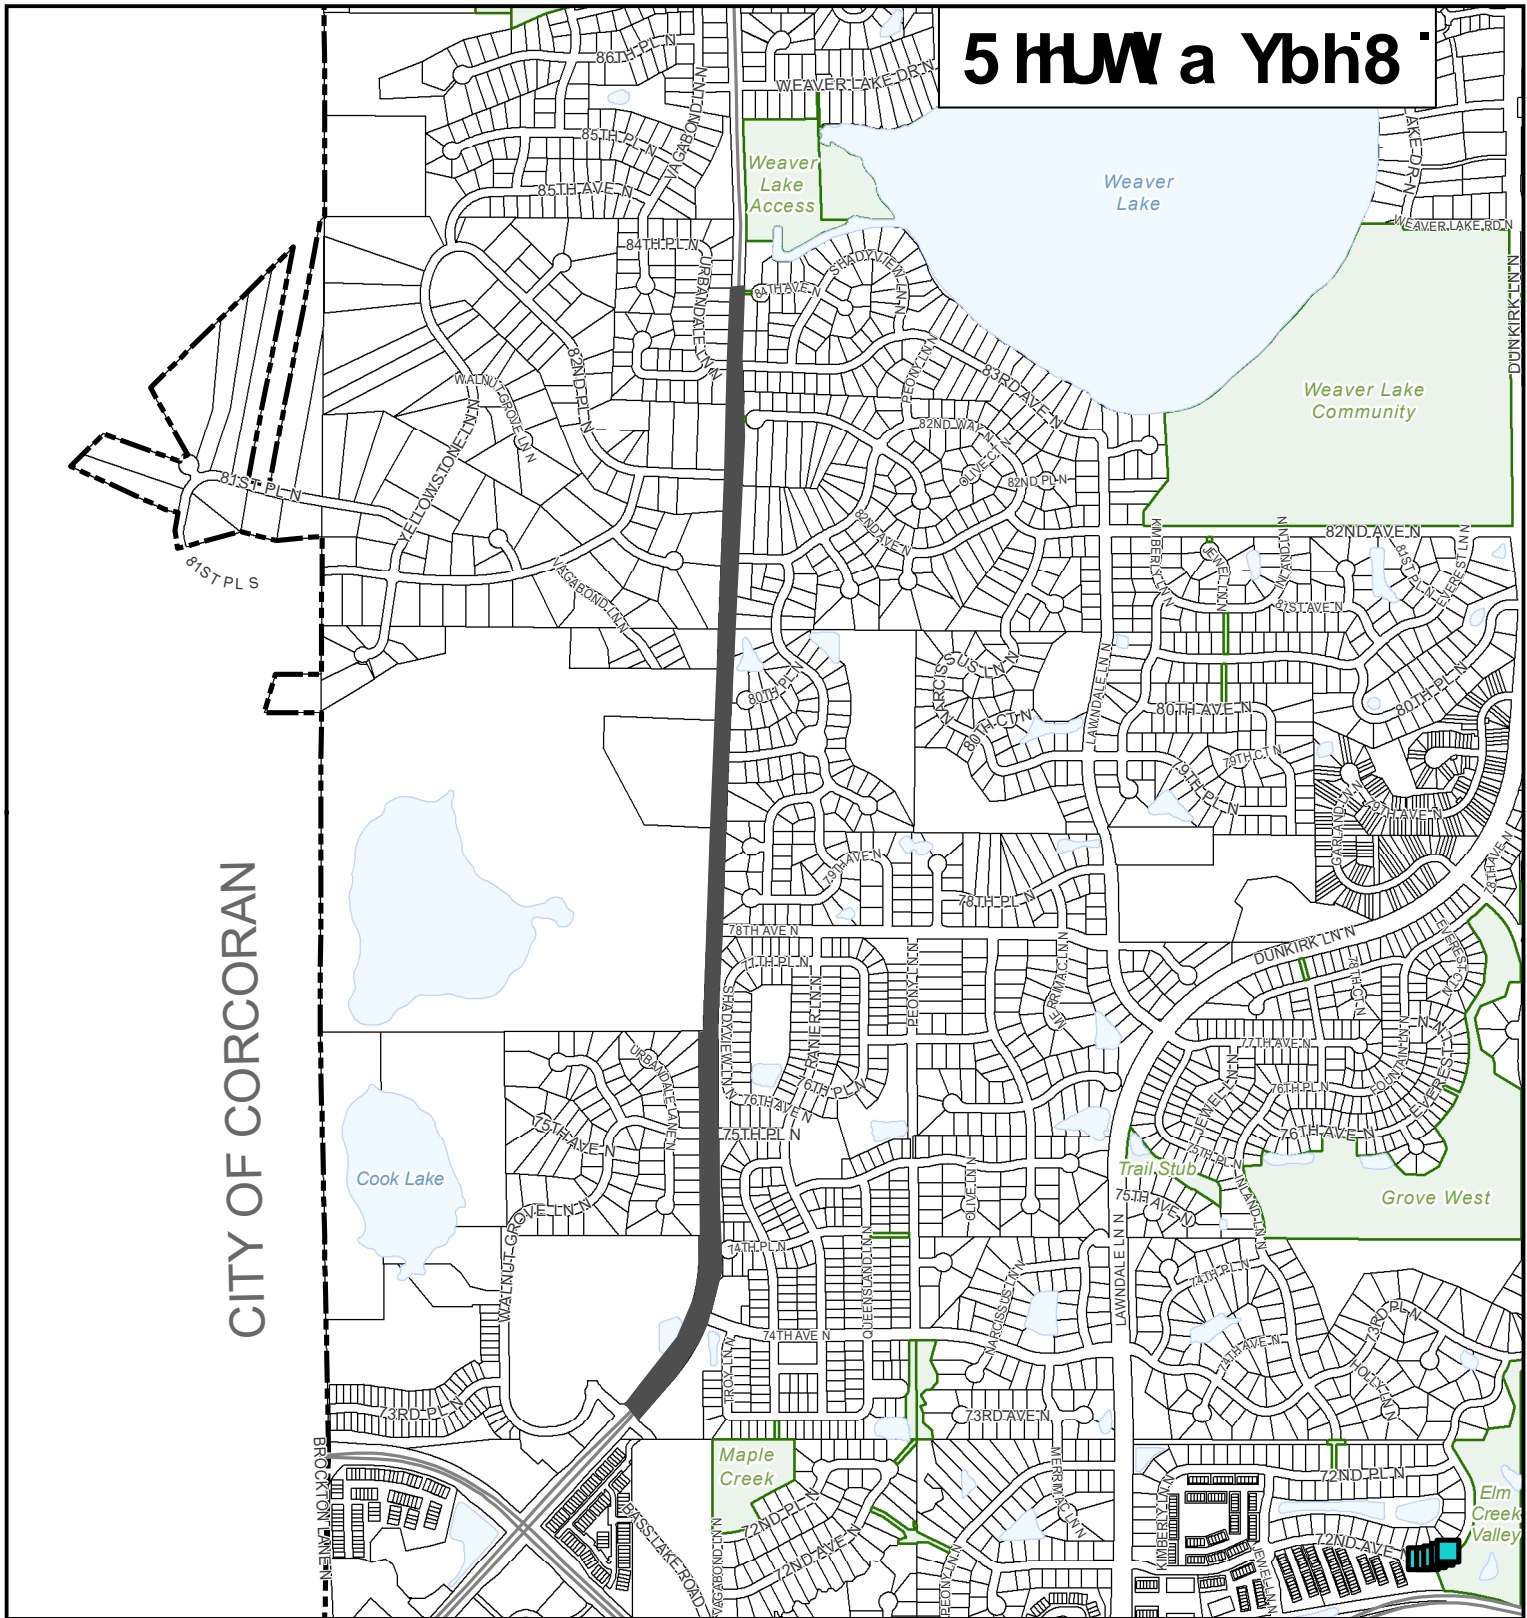 86TH PL N
WEAVER LAKE DR N
85TH PL N
VAGABOND LN N
85TH AVE N
84TH PL N
URBANDALE LN N
Weaver
Lake
Access
Weaver
Lake
WEAVER LAKE RD N
DUNKIRK LN N
SHADYVIEW LN N
84TH AVE N
82ND PL N
WALNUT GROVE LN N
YELLOWSTONE LN N
81ST PL N
81ST PL S
VAGABOND LN N
PEONY LN N
83RD AVE N
82ND WAY N
OLIVE CT N
82ND PL N
82ND AVE N
Weaver Lake
Community
82ND AVE N
KIMBERLY LN N
JEWEL LN N
INLAND LN N
81ST AVE N
81ST PL N
EVEREST LN N
80TH PL N
NARCISSUS LN N
80TH CT N
LAWNDALE LN N
80TH AVE N
79TH CT N
79TH PL N
80TH PL N
GARLAND LN N
79TH AVE N
78TH AVE N
CITY OF CORCORAN
79TH AVE N
78TH PL N
78TH AVE N
77TH PL N
SHADYVIEW LN N
RANIER LN N
PEONY LN N
MERRIMAC LN N
DUNKIRK LN N
78TH CT N
EVEREST CT N
77TH AVE N
76TH PL N
FOUNTAIN LN N
EVEREST LN N
JEWEL LN N
76TH AVE N
75TH PL N
76TH PL N
76TH AVE N
75TH PL N
URBANDALE LANE N
75TH AVE N
WALNUT GROVE LN N
Cook Lake
Trail Stub
75TH AVE N
INLAND LN N
Grove West
OLIVE LN N
74TH PL N
QUEENSLAND LN N
NARCISSUS LN N
LAWNDALE LN N
74TH PL N
74TH AVE N
73RD PL N
HOLLY LN N
74TH AVE N
TROY LN N
73RD PL N
73RD AVE N
BROCKTON LANE N
Maple
Creek
72ND PL N
72ND AVE N
BASS LAKE ROAD
VAGABOND LN N
PEONY LN N
MERRIMAC LN N
KIMBERLY LN N
72ND PL N
72ND AVE N
Elm
Creek
Valley